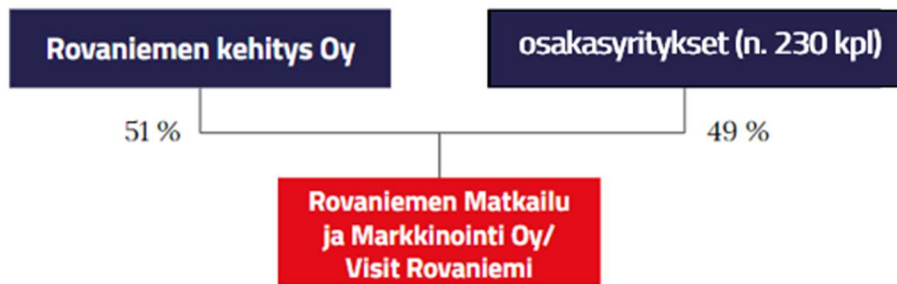 Rovaniemen kehitys Oy
osakasyritykset (n. 230 kpl)
51 %
49 %
Rovaniemen Matkailu
ja Markkinointi Oy/
Visit Rovaniemi